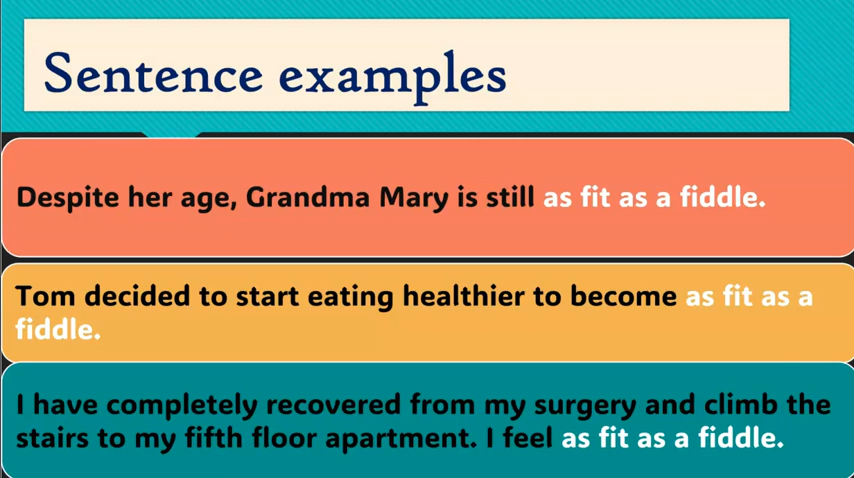 Sentence examples
Despite her age, Grandma Mary is still as fit as a fiddle.
Tom decided to start eating healthier to become as fit as a
fiddle.
I have completely recovered from my surgery and climb the
stairs to my fifth floor apartment. I feel as fit as a fiddle.